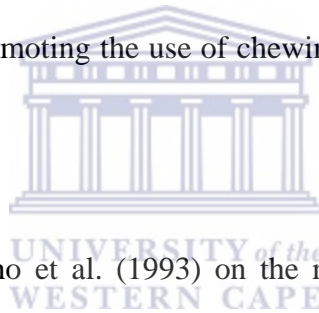 moting the use of chewin
UNIVERSITY of the
no et al. (1993) on the r
WESTERN CAPE